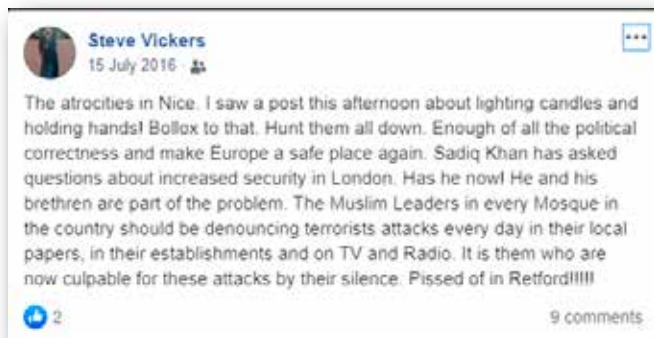 Steve Vickers
15 July 2016
The atrocities in Nice. I saw a post this afternoon about lighting candles and
holding hands! Bollox to that. Hunt them all down. Enough of all the political
correctness and make Europe a safe place again. Sadiq Khan has asked
questions about increased security in London. Has he now! He and his
brethren are part of the problem. The Muslim Leaders in every Mosque in
the country should be denouncing terrorists attacks every day in their local
papers, in their establishments and on TV and Radio. It is them who are
now culpable for these attacks by their silence. Pissed of in Retford!!!!!
2
9 comments